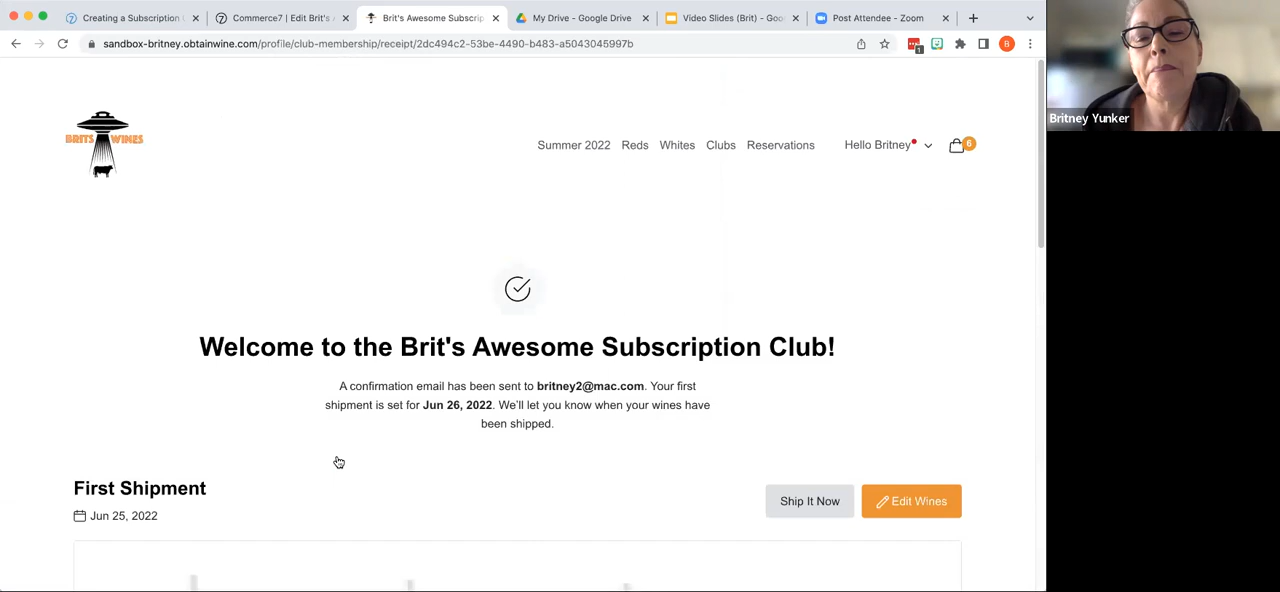 Creating a Subscription
Commerce7 | Edit Brit's
Brit's Awesome Subscrip
My Drive - Google Drive
Video Slides (Brit) - Goo
Post Attendee - Zoom
sandbox-britney.obtainwine.com/profile/club-membership/receipt/2dc494c2-53be-4490-b483-a5043045997b
1
B
Britney Yunker
BRITS WINES
Summer 2022
Reds
Whites
Clubs
Reservations
Hello Britney
6
Welcome to the Brit's Awesome Subscription Club!
A confirmation email has been sent to britney2@mac.com. Your first
shipment is set for Jun 26, 2022. We'll let you know when your wines have
been shipped.
First Shipment
Ship It Now
Edit Wines
Jun 25, 2022